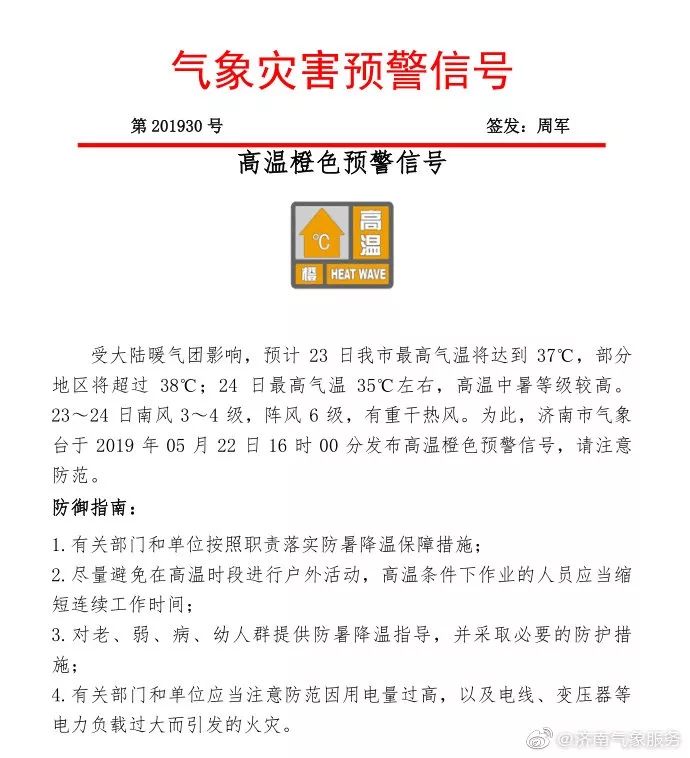 气象灾害预警信号
第 201930 号 签发：周军
高温橙色预警信号
℃ 高温
橙 HEAT WAVE
受大陆暖气团影响，预计 23 日我市最高气温将达到 37℃，部分
地区将超过 38℃；24 日最高气温 35℃左右，高温中暑等级较高。
23～24 日南风 3～4 级，阵风 6 级，有重干热风。为此，济南市气象
台于 2019 年 05 月 22 日 16 时 00 分发布高温橙色预警信号，请注意
防范。
防御指南：
1.有关部门和单位按照职责落实防暑降温保障措施；
2.尽量避免在高温时段进行户外活动，高温条件下作业的人员应当缩
短连续工作时间；
3.对老、弱、病、幼人群提供防暑降温指导，并采取必要的防护措
施；
4.有关部门和单位应当注意防范因用电量过高，以及电线、变压器等
电力负载过大而引发的火灾。
@济南气象服务